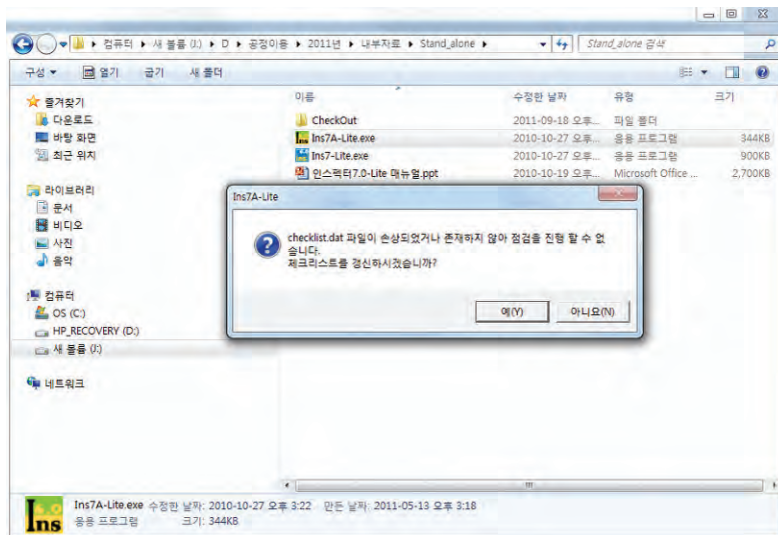 ▸ 컴퓨터 ▸ 새 볼륨 (I:) ▸ D ▸ 공정이용 ▸ 2011년 ▸ 내부자료 ▸ Stand_alone ▸
Stand_alone 검색
구성 열기 굽기 새 폴더
즐겨찾기
다운로드
바탕 화면
최근 위치
라이브러리
문서
비디오
사진
음악
컴퓨터
OS (C:)
HP_RECOVERY (D:)
새 볼륨 (I:)
네트워크
이름 수정한 날짜 유형 크기
CheckOut 2011-09-18 오후... 파일 폴더
Ins7A-Lite.exe 2010-10-27 오후... 응용 프로그램 344KB
Ins7-Lite.exe 2010-10-27 오후... 응용 프로그램 900KB
인스펙터7.0-Lite 매뉴얼.ppt 2010-10-19 오후... Microsoft Office ... 2,700KB
Ins7A-Lite
checklist.dat 파일이 손상되었거나 존재하지 않아 점검을 진행 할 수 없
습니다.
체크리스트를 갱신하시겠습니까?
예(Y) 아니요(N)
Ins
Ins7A-Lite.exe 수정한 날짜: 2010-10-27 오후 3:22 만든 날짜: 2011-05-13 오후 3:18
응용 프로그램 크기: 344KB